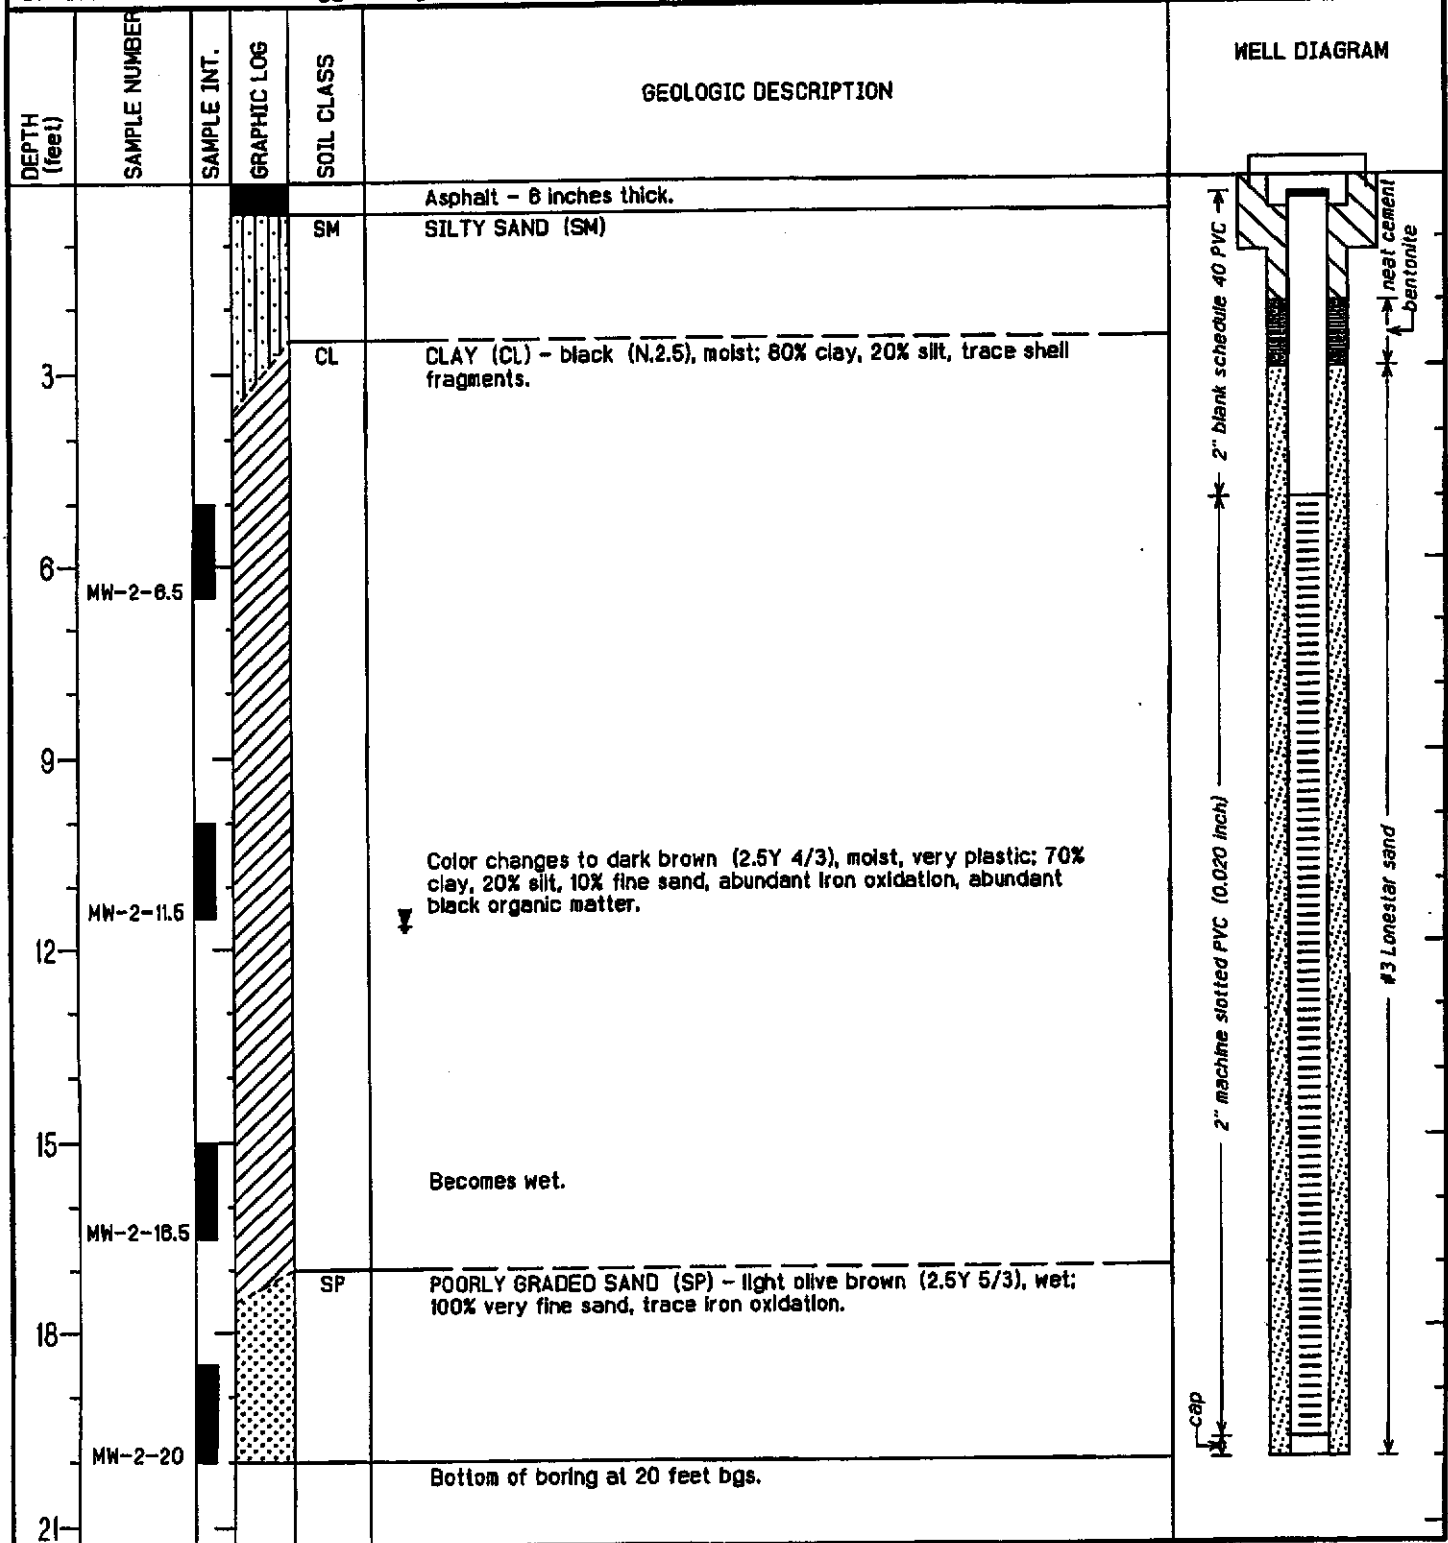 DEPTH
(feet)
SAMPLE NUMBER
SAMPLE INT.
GRAPHIC LOG
SOIL CLASS
GEOLOGIC DESCRIPTION
WELL DIAGRAM
Asphalt - 6 inches thick.
SM
SILTY SAND (SM)
CL
CLAY (CL) - black (N.2.5), moist; 80% clay, 20% silt, trace shell
fragments.
3
6
MW-2-6.5
9
Color changes to dark brown (2.5Y 4/3), moist, very plastic; 70%
clay, 20% silt, 10% fine sand, abundant iron oxidation, abundant
black organic matter.
MW-2-11.5
12
15
Becomes wet.
MW-2-16.5
SP
POORLY GRADED SAND (SP) - light olive brown (2.5Y 5/3), wet;
100% very fine sand, trace iron oxidation.
18
MW-2-20
Bottom of boring at 20 feet bgs.
21
2" blank schedule 40 PVC
2" machine slotted PVC (0.020 inch)
cap
neat cement
bentonite
#3 Lonestar sand